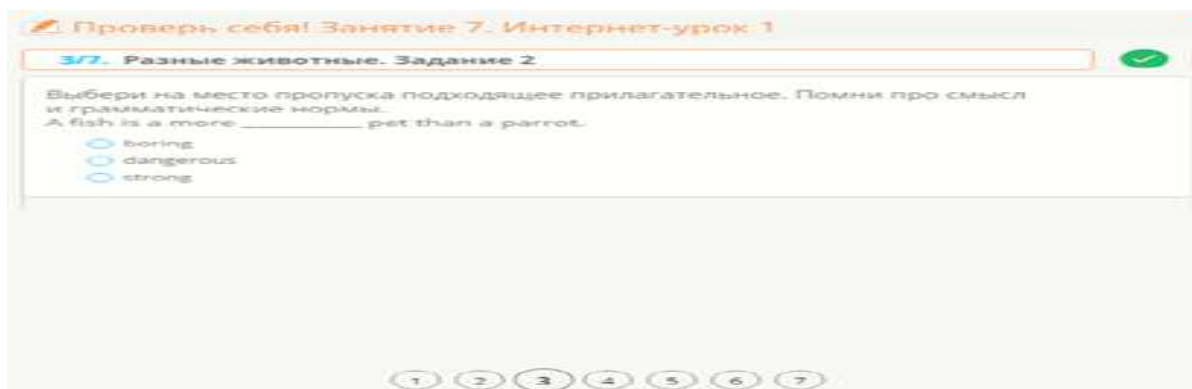 Проверь себя! Занятие 7. Интернет-урок 1
3/7. Разные животные. Задание 2
Выбери на место пропуска подходящее прилагательное. Помни про смысл
и грамматические нормы.
A fish is a more __________ pet than a parrot.
boring
dangerous
strong
1 2 3 4 5 6 7